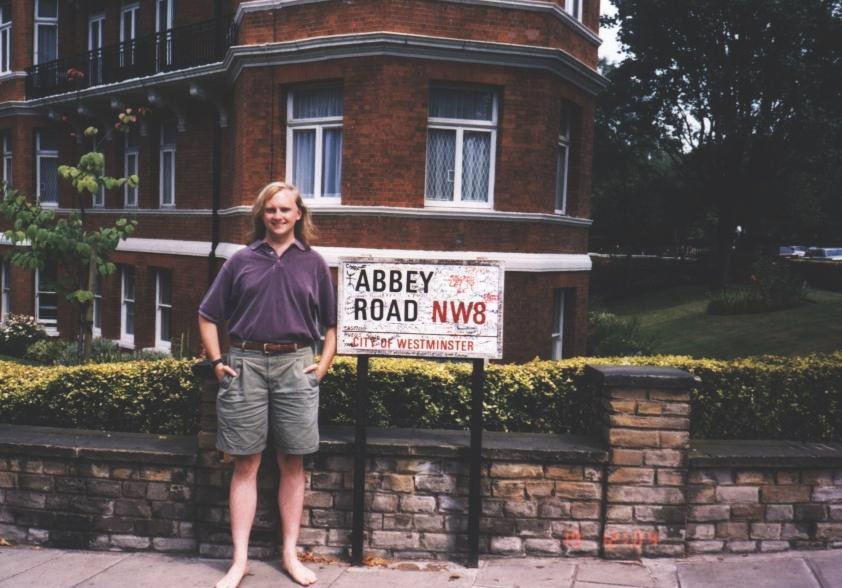 ABBEY
ROAD NW8
CITY OF WESTMINSTER